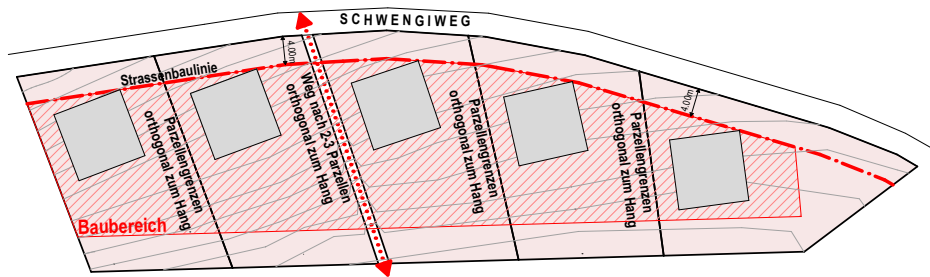 SCHWENGIWEG
4.00m
Strassenbaulinie
4.00m
Parzellengrenzen
orthogonal zum Hang
Weg nach 2-3 Parzellen
orthogonal zum Hang
Parzellengrenzen
orthogonal zum Hang
Parzellengrenzen
orthogonal zum Hang
Baubereich